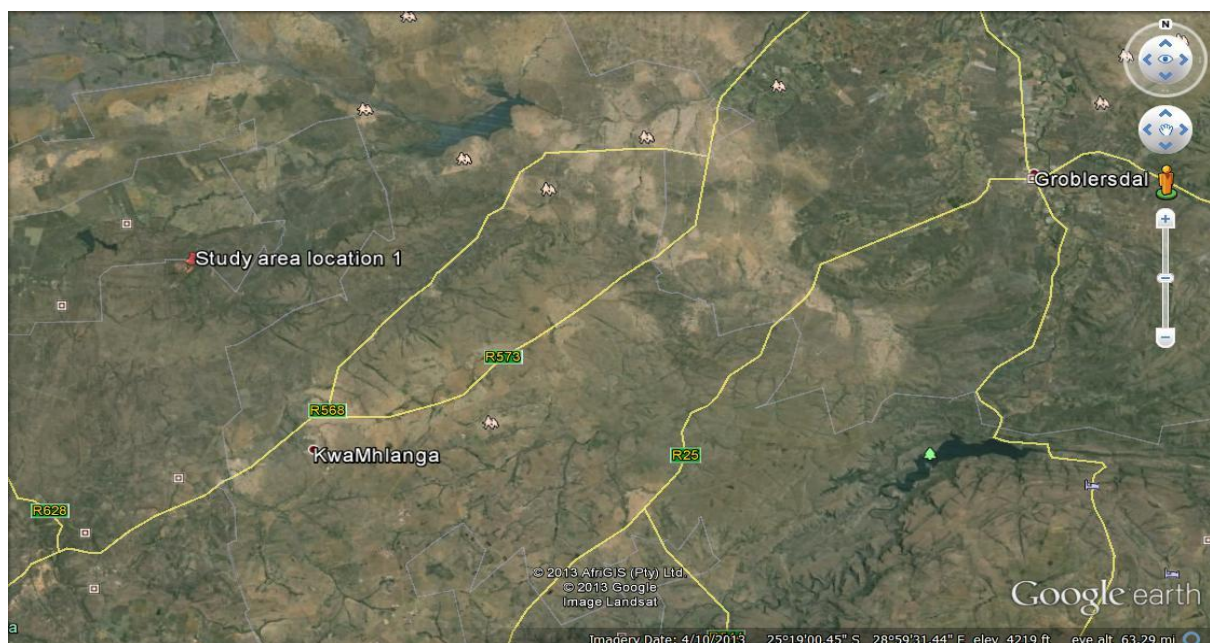 N
Groblersdal
Study area location 1
R573
R568
KwaMhlanga
R25
R628
© 2013 AfriGIS (Pty) Ltd.
© 2013 Google
Image Landsat
Google earth
a
Imagery Date: 4/10/2013 25°19'00.45" S 28°59'31.44" E elev 4219 ft eye alt 63.29 mi